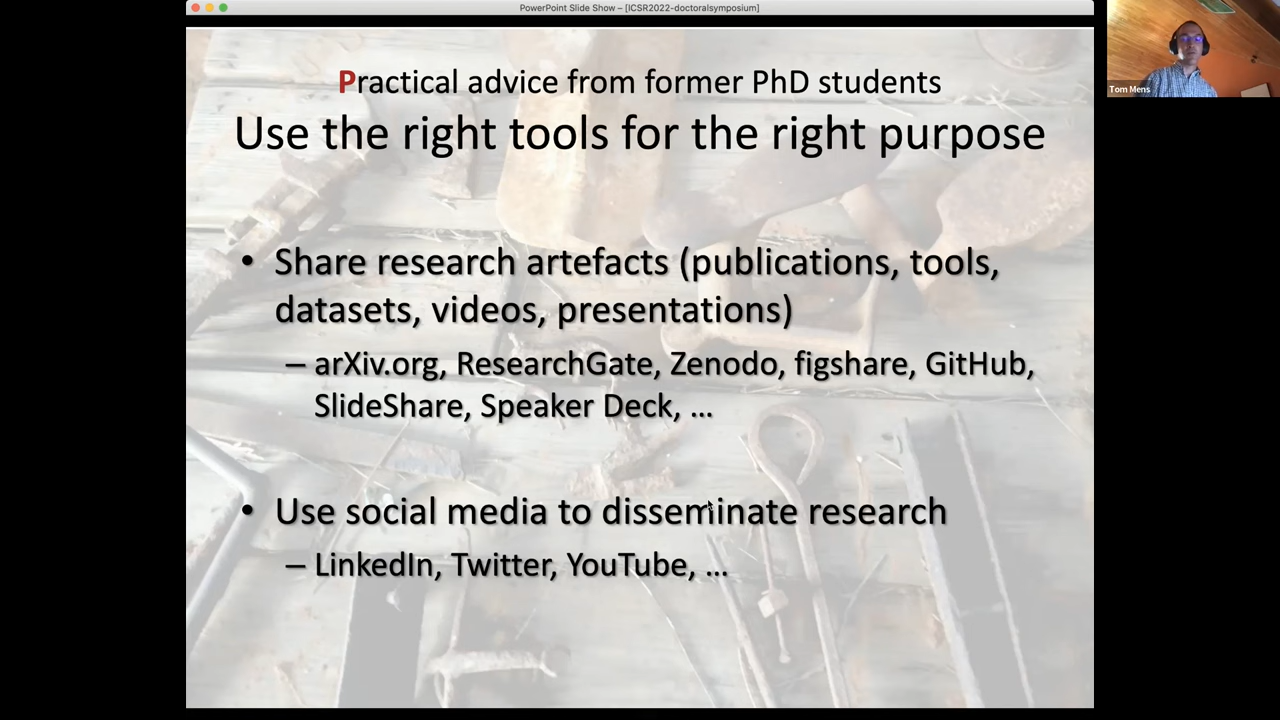 PowerPoint Slide Show – [ICSR2022-doctoralsymposium]
Practical advice from former PhD students
Use the right tools for the right purpose
• Share research artefacts (publications, tools,
datasets, videos, presentations)
– arXiv.org, ResearchGate, Zenodo, figshare, GitHub,
SlideShare, Speaker Deck, …
• Use social media to disseminate research
– LinkedIn, Twitter, YouTube, …
Tom Mens